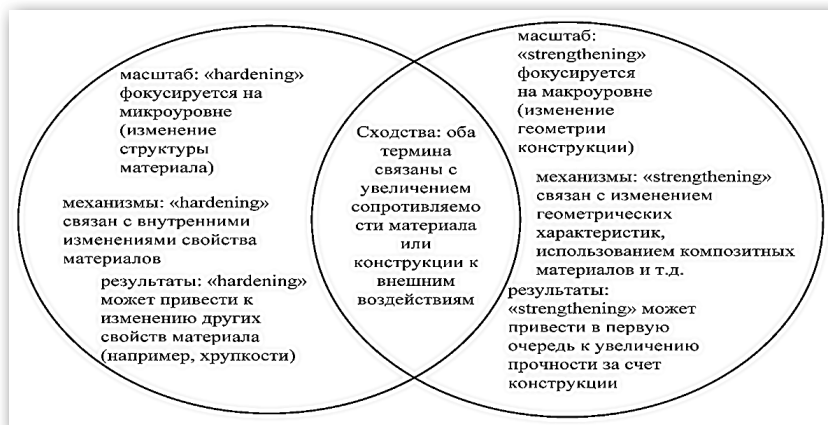 масштаб: «hardening»
фокусируется на
микроуровне
(изменение
структуры
материала)
механизмы: «hardening»
связан с внутренними
изменениями свойства
материалов
результаты: «hardening»
может привести к
изменению других
свойств материала
(например, хрупкости)
Сходства: оба
термина
связаны с
увеличением
сопротивляемо
сти материала
или
конструкции к
внешним
воздействиям
масштаб:
«strengthening»
фокусируется
на макроуровне
(изменение
геометрии
конструкции)
механизмы: «strengthening»
связан с изменением
геометрических
характеристик,
использованием композитных
материалов и т.д.
результаты:
«strengthening» может
привести в первую
очередь к увеличению
прочности за счет
конструкции